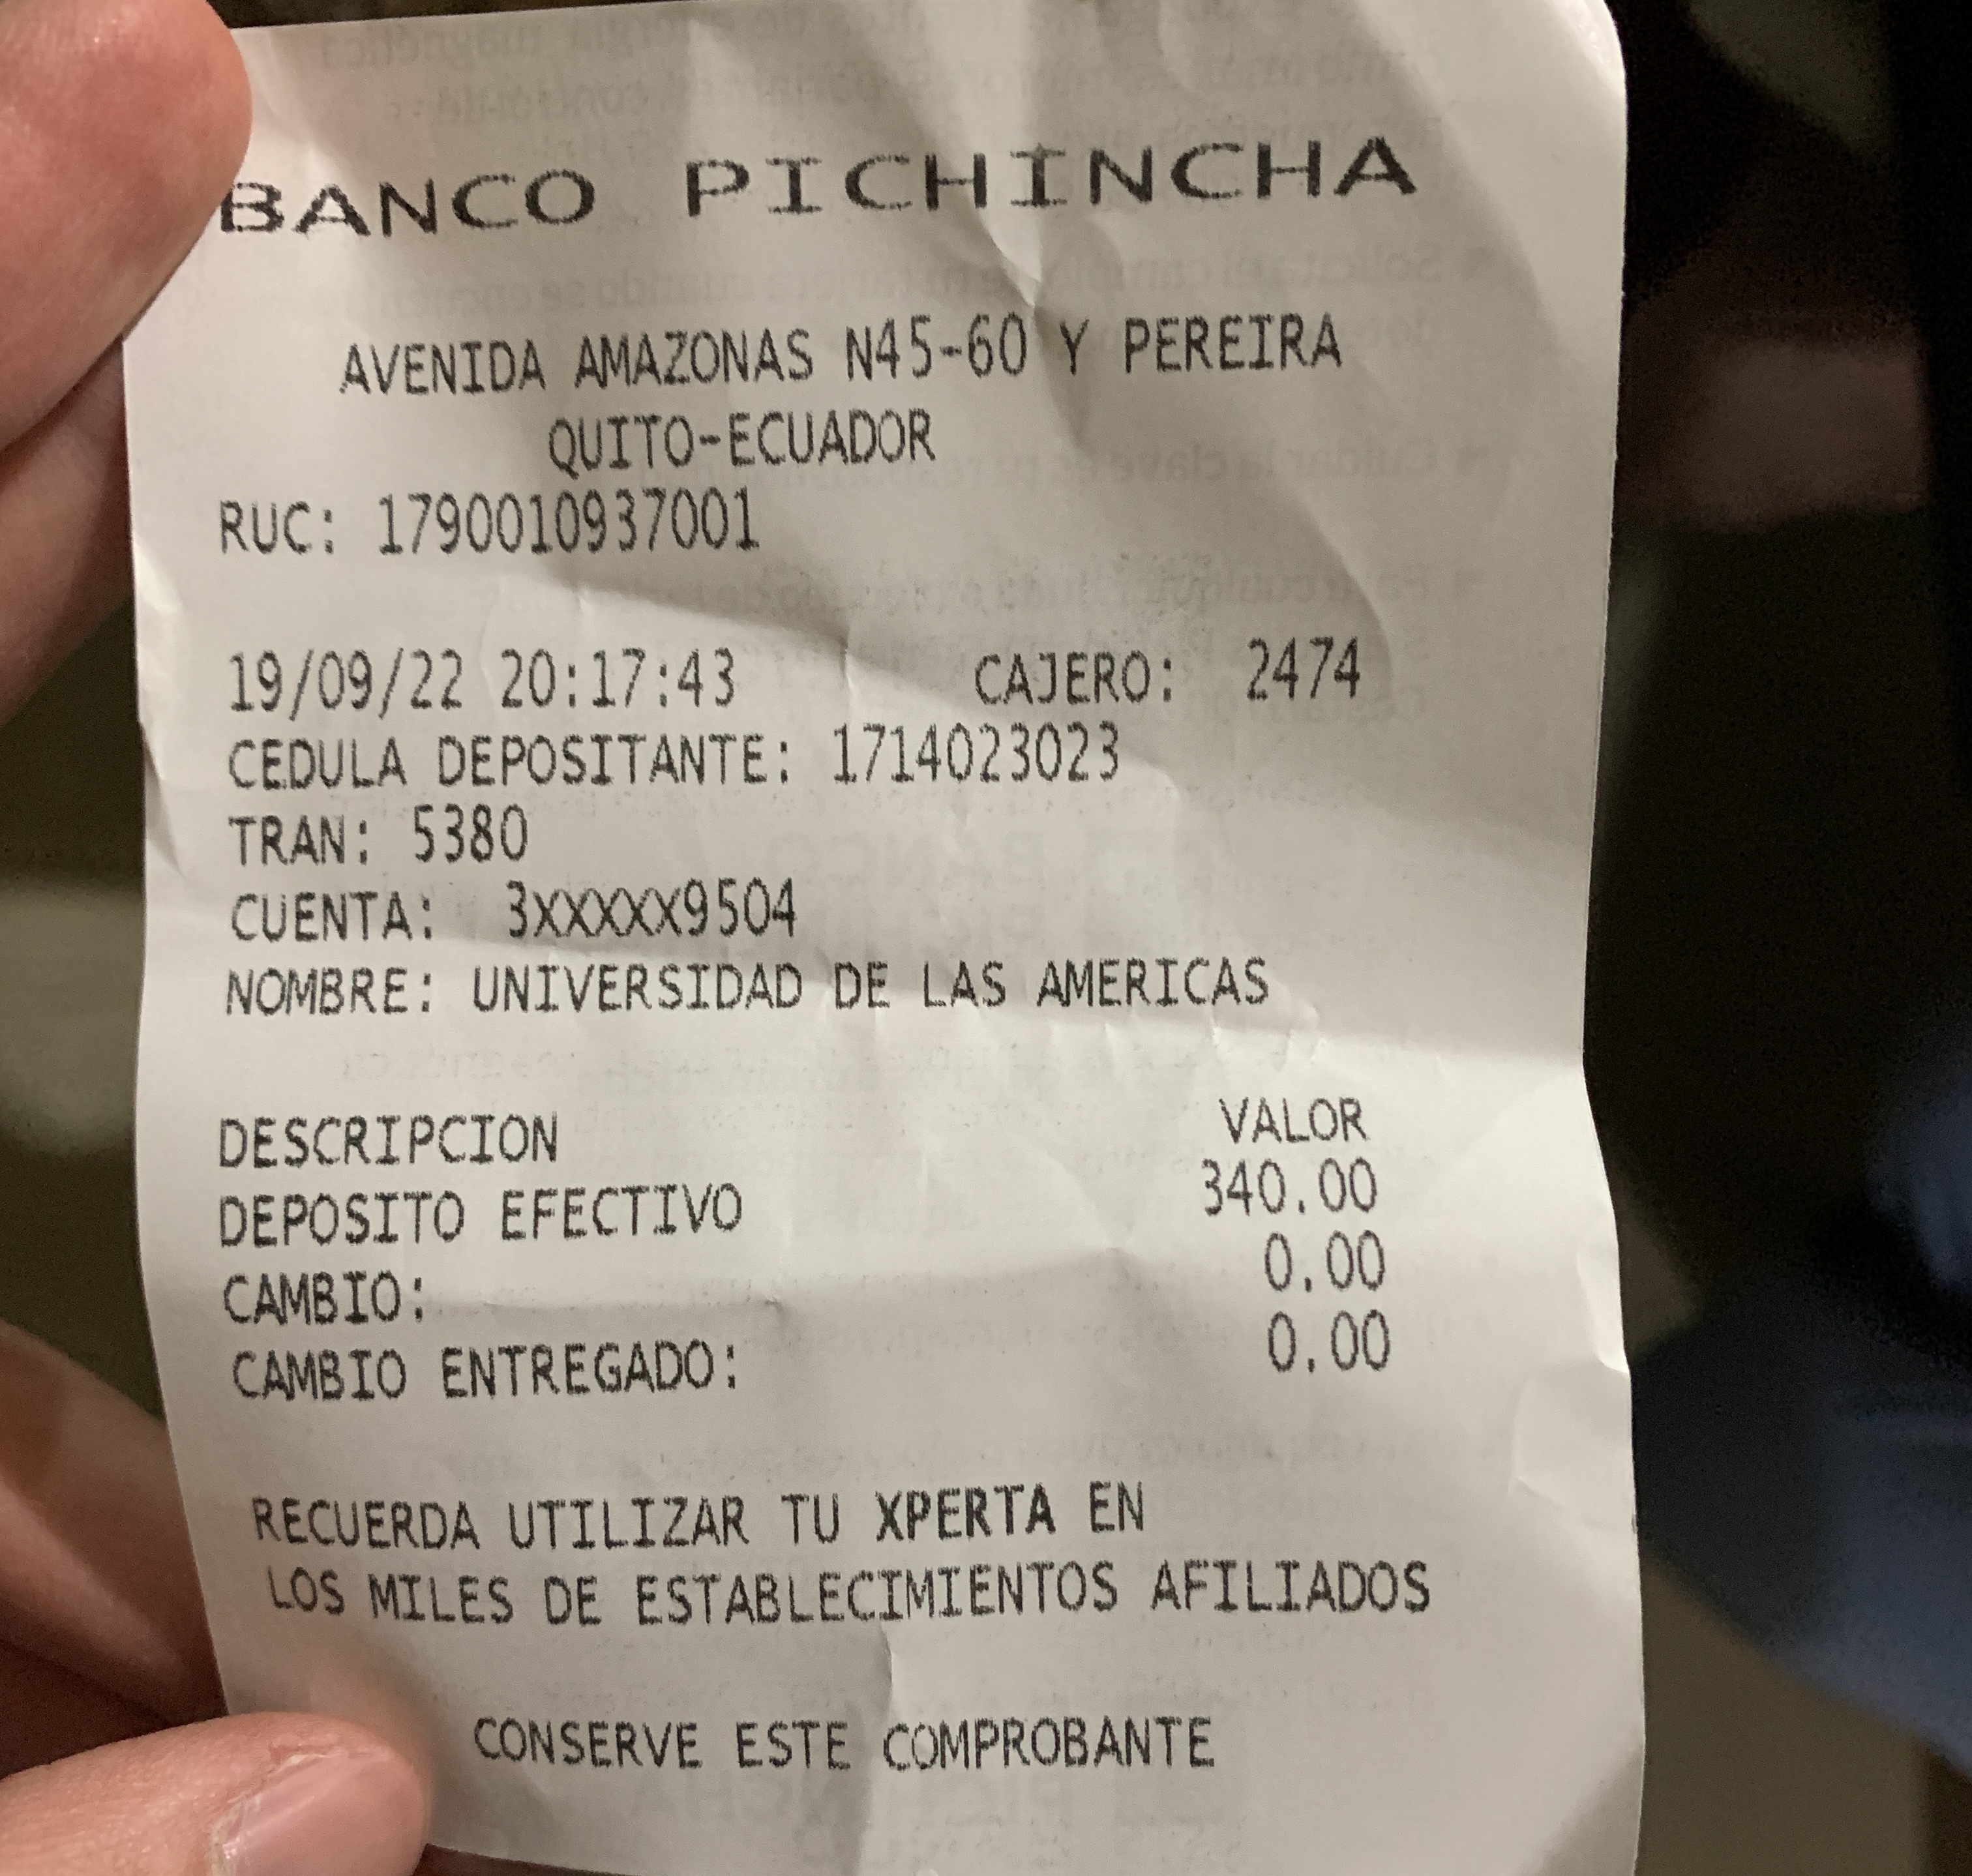 BANCO PICHINCHA
AVENIDA AMAZONAS N45-60 Y PEREIRA
QUITO-ECUADOR
RUC: 1790010937001
19/09/22 20:17:43 CAJERO: 2474
CEDULA DEPOSITANTE: 1714023023
TRAN: 5380
CUENTA: 3XXXXX9504
NOMBRE: UNIVERSIDAD DE LAS AMERICAS
DESCRIPCION VALOR
DEPOSITO EFECTIVO 340.00
CAMBIO: 0.00
CAMBIO ENTREGADO: 0.00
RECUERDA UTILIZAR TU XPERTA EN
LOS MILES DE ESTABLECIMIENTOS AFILIADOS
CONSERVE ESTE COMPROBANTE